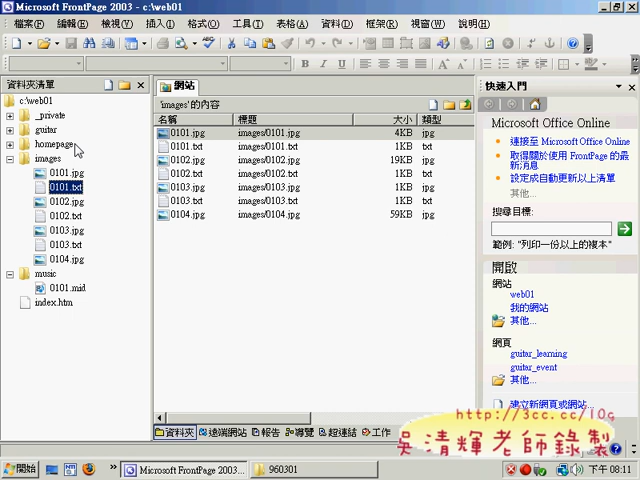 Microsoft FrontPage 2003 - c:\web01
檔案(F) 編輯(E) 檢視(V) 插入(I) 格式(O) 工具(T) 表格(A) 資料(D) 框架(R) 視窗(W) 說明(H)
資料夾清單
c:\web01
_private
guitar
homepage
images
0101.jpg
0101.txt
0102.jpg
0102.txt
0103.jpg
0103.txt
0104.jpg
music
0101.mid
index.htm
網站
'images'的內容
名稱 標題 大小 類型
0101.jpg images/0101.jpg 4KB jpg
0101.txt images/0101.txt 1KB txt
0102.jpg images/0102.jpg 19KB jpg
0102.txt images/0102.txt 1KB txt
0103.jpg images/0103.jpg 1KB jpg
0103.txt images/0103.txt 1KB txt
0104.jpg images/0104.jpg 59KB jpg
資料夾 遠端網站 報告 導覽 超連結 工作
快速入門
Microsoft Office Online
連接至 Microsoft Office Online
取得關於使用 FrontPage 的最新消息
設定成自動更新以上清單
其他...
搜尋目標:
範例: "列印一份以上的複本"
開啟
網站
web01
我的網站
其他...
網頁
guitar_learning
guitar_event
其他...
建立新網頁或網站...
http://3cc.cc/10g
吳清輝老師錄製
開始 Microsoft FrontPage 2003... 960301 下午 08:11